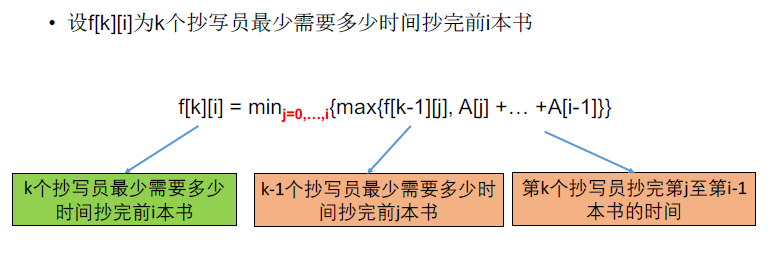 • 设f[k][i]为k个抄写员最少需要多少时间抄完前i本书
f[k][i] = minj=0,…,i{max{f[k-1][j], A[j] +… +A[i-1]}}
k个抄写员最少需要多少
时间抄完前i本书
k-1个抄写员最少需要多少时
间抄完前j本书
第k个抄写员抄完第j至第i-1
本书的时间